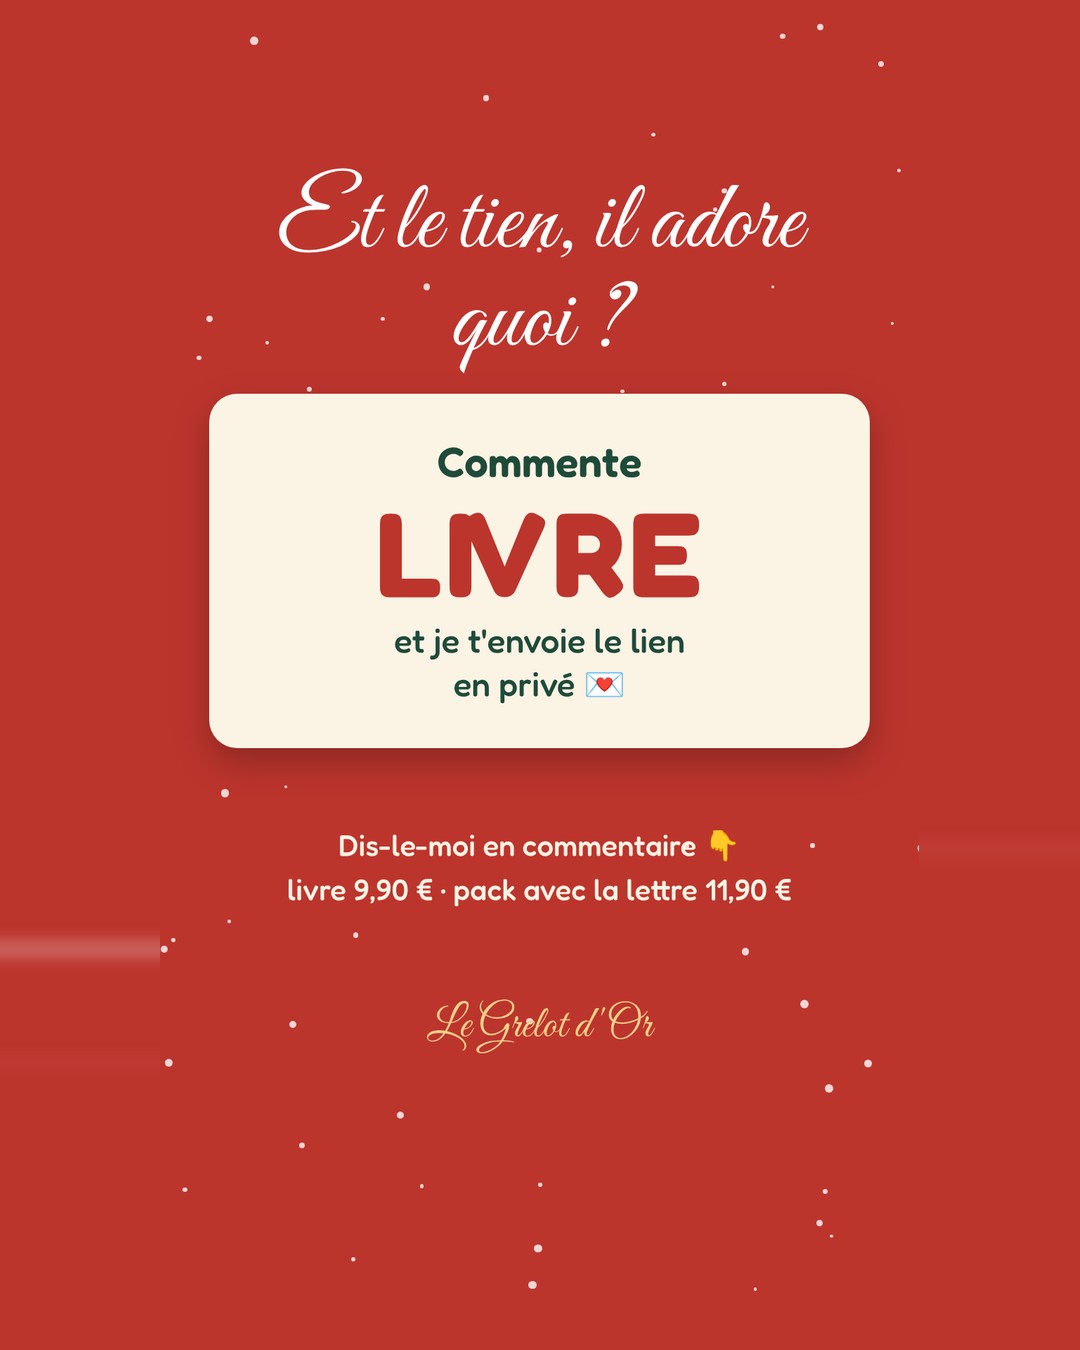 Et le tien, il adore
quoi ?
Commente
LIVRE
et je t'envoie le lien
en privé 💌
Dis-le-moi en commentaire 👇
livre 9,90 € · pack avec la lettre 11,90 €
Le Grelot d'Or